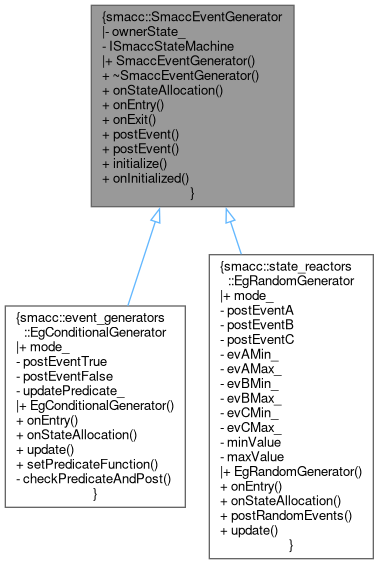 {smacc::SmaccEventGenerator
|- ownerState_
- ISmaccStateMachine
|+ SmaccEventGenerator()
+ ~SmaccEventGenerator()
+ onStateAllocation()
+ onEntry()
+ onExit()
+ postEvent()
+ postEvent()
+ initialize()
+ onInitialized()
}
{smacc::event_generators
::EgConditionalGenerator
|+ mode_
- postEventTrue
- postEventFalse
- updatePredicate_
|+ EgConditionalGenerator()
+ onEntry()
+ onStateAllocation()
+ update()
+ setPredicateFunction()
- checkPredicateAndPost()
}
{smacc::state_reactors
::EgRandomGenerator
|+ mode_
- postEventA
- postEventB
- postEventC
- evAMin_
- evAMax_
- evBMin_
- evBMax_
- evCMin_
- evCMax_
- minValue
- maxValue
|+ EgRandomGenerator()
+ onEntry()
+ onStateAllocation()
+ postRandomEvents()
+ update()
}